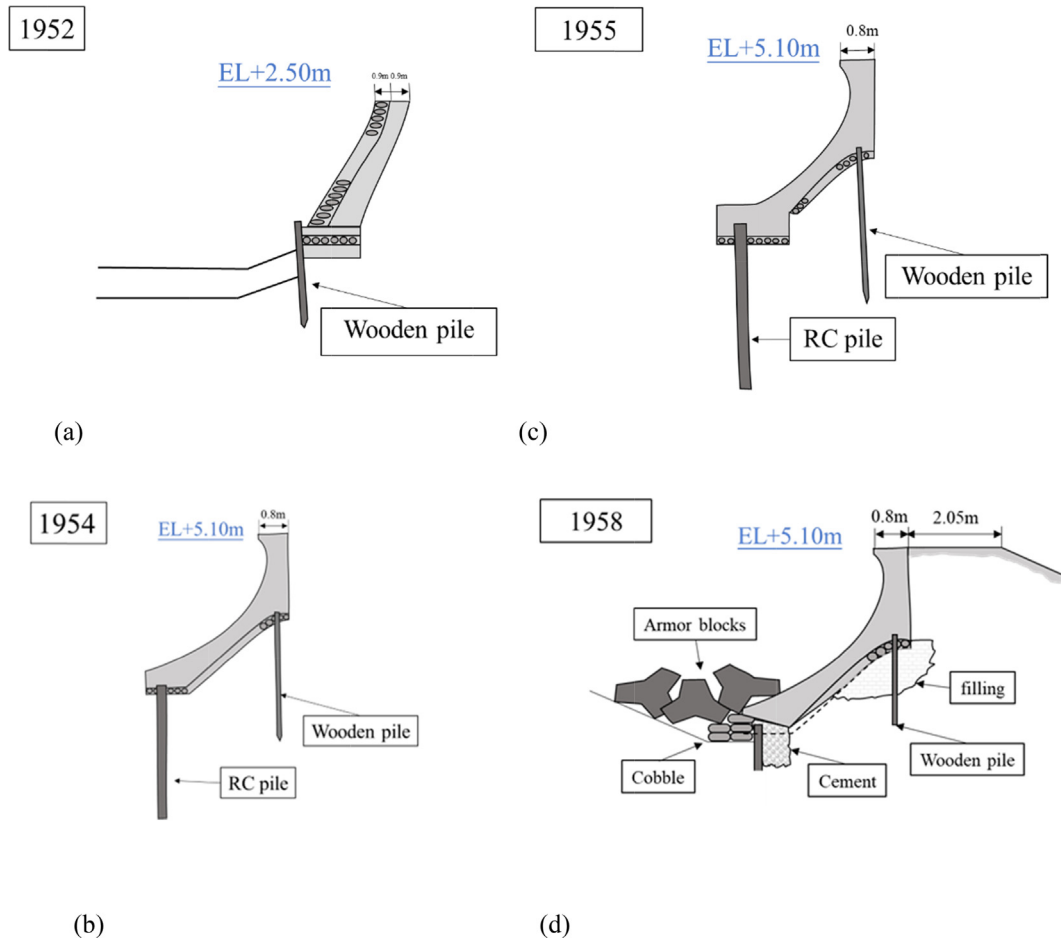 1952
EL+2.50m
0.9m 0.9m
Wooden pile
(a)
1955
0.8m
EL+5.10m
Wooden pile
RC pile
(c)
1954
0.8m
EL+5.10m
Wooden pile
RC pile
(b)
1958
0.8m 2.05m
EL+5.10m
Armor blocks
filling
Wooden pile
Cobble
Cement
(d)